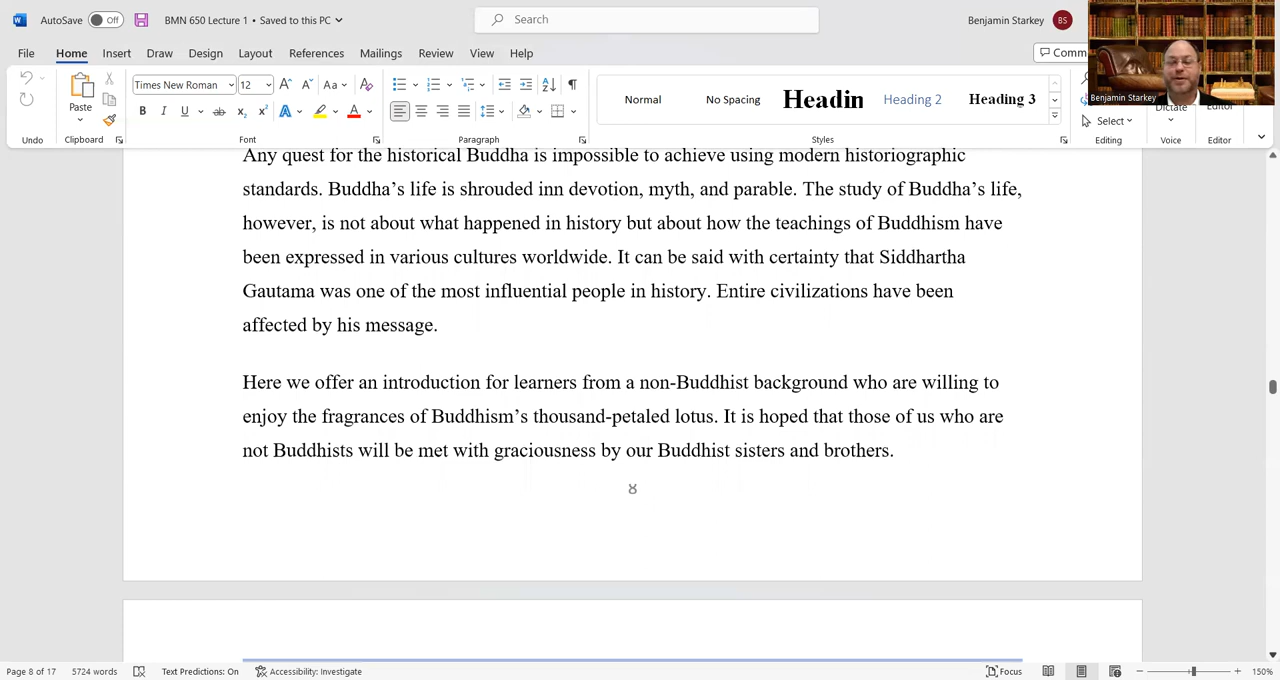 AutoSave Off BMN 650 Lecture 1 • Saved to this PC Search Benjamin Starkey BS
File Home Insert Draw Design Layout References Mailings Review View Help Comm
Times New Roman 12 Aa Normal No Spacing Headin Heading 2 Heading 3 Benjamin Starkey
Paste B I U ab x₂ x² A A Select Dictate Editor
Undo Clipboard Font Paragraph Styles Editing Voice Editor
Any quest for the historical Buddha is impossible to achieve using modern historiographic
standards. Buddha’s life is shrouded inn devotion, myth, and parable. The study of Buddha’s life,
however, is not about what happened in history but about how the teachings of Buddhism have
been expressed in various cultures worldwide. It can be said with certainty that Siddhartha
Gautama was one of the most influential people in history. Entire civilizations have been
affected by his message.
Here we offer an introduction for learners from a non-Buddhist background who are willing to
enjoy the fragrances of Buddhism’s thousand-petaled lotus. It is hoped that those of us who are
not Buddhists will be met with graciousness by our Buddhist sisters and brothers.
8
Page 8 of 17 5724 words Text Predictions: On Accessibility: Investigate Focus 150%